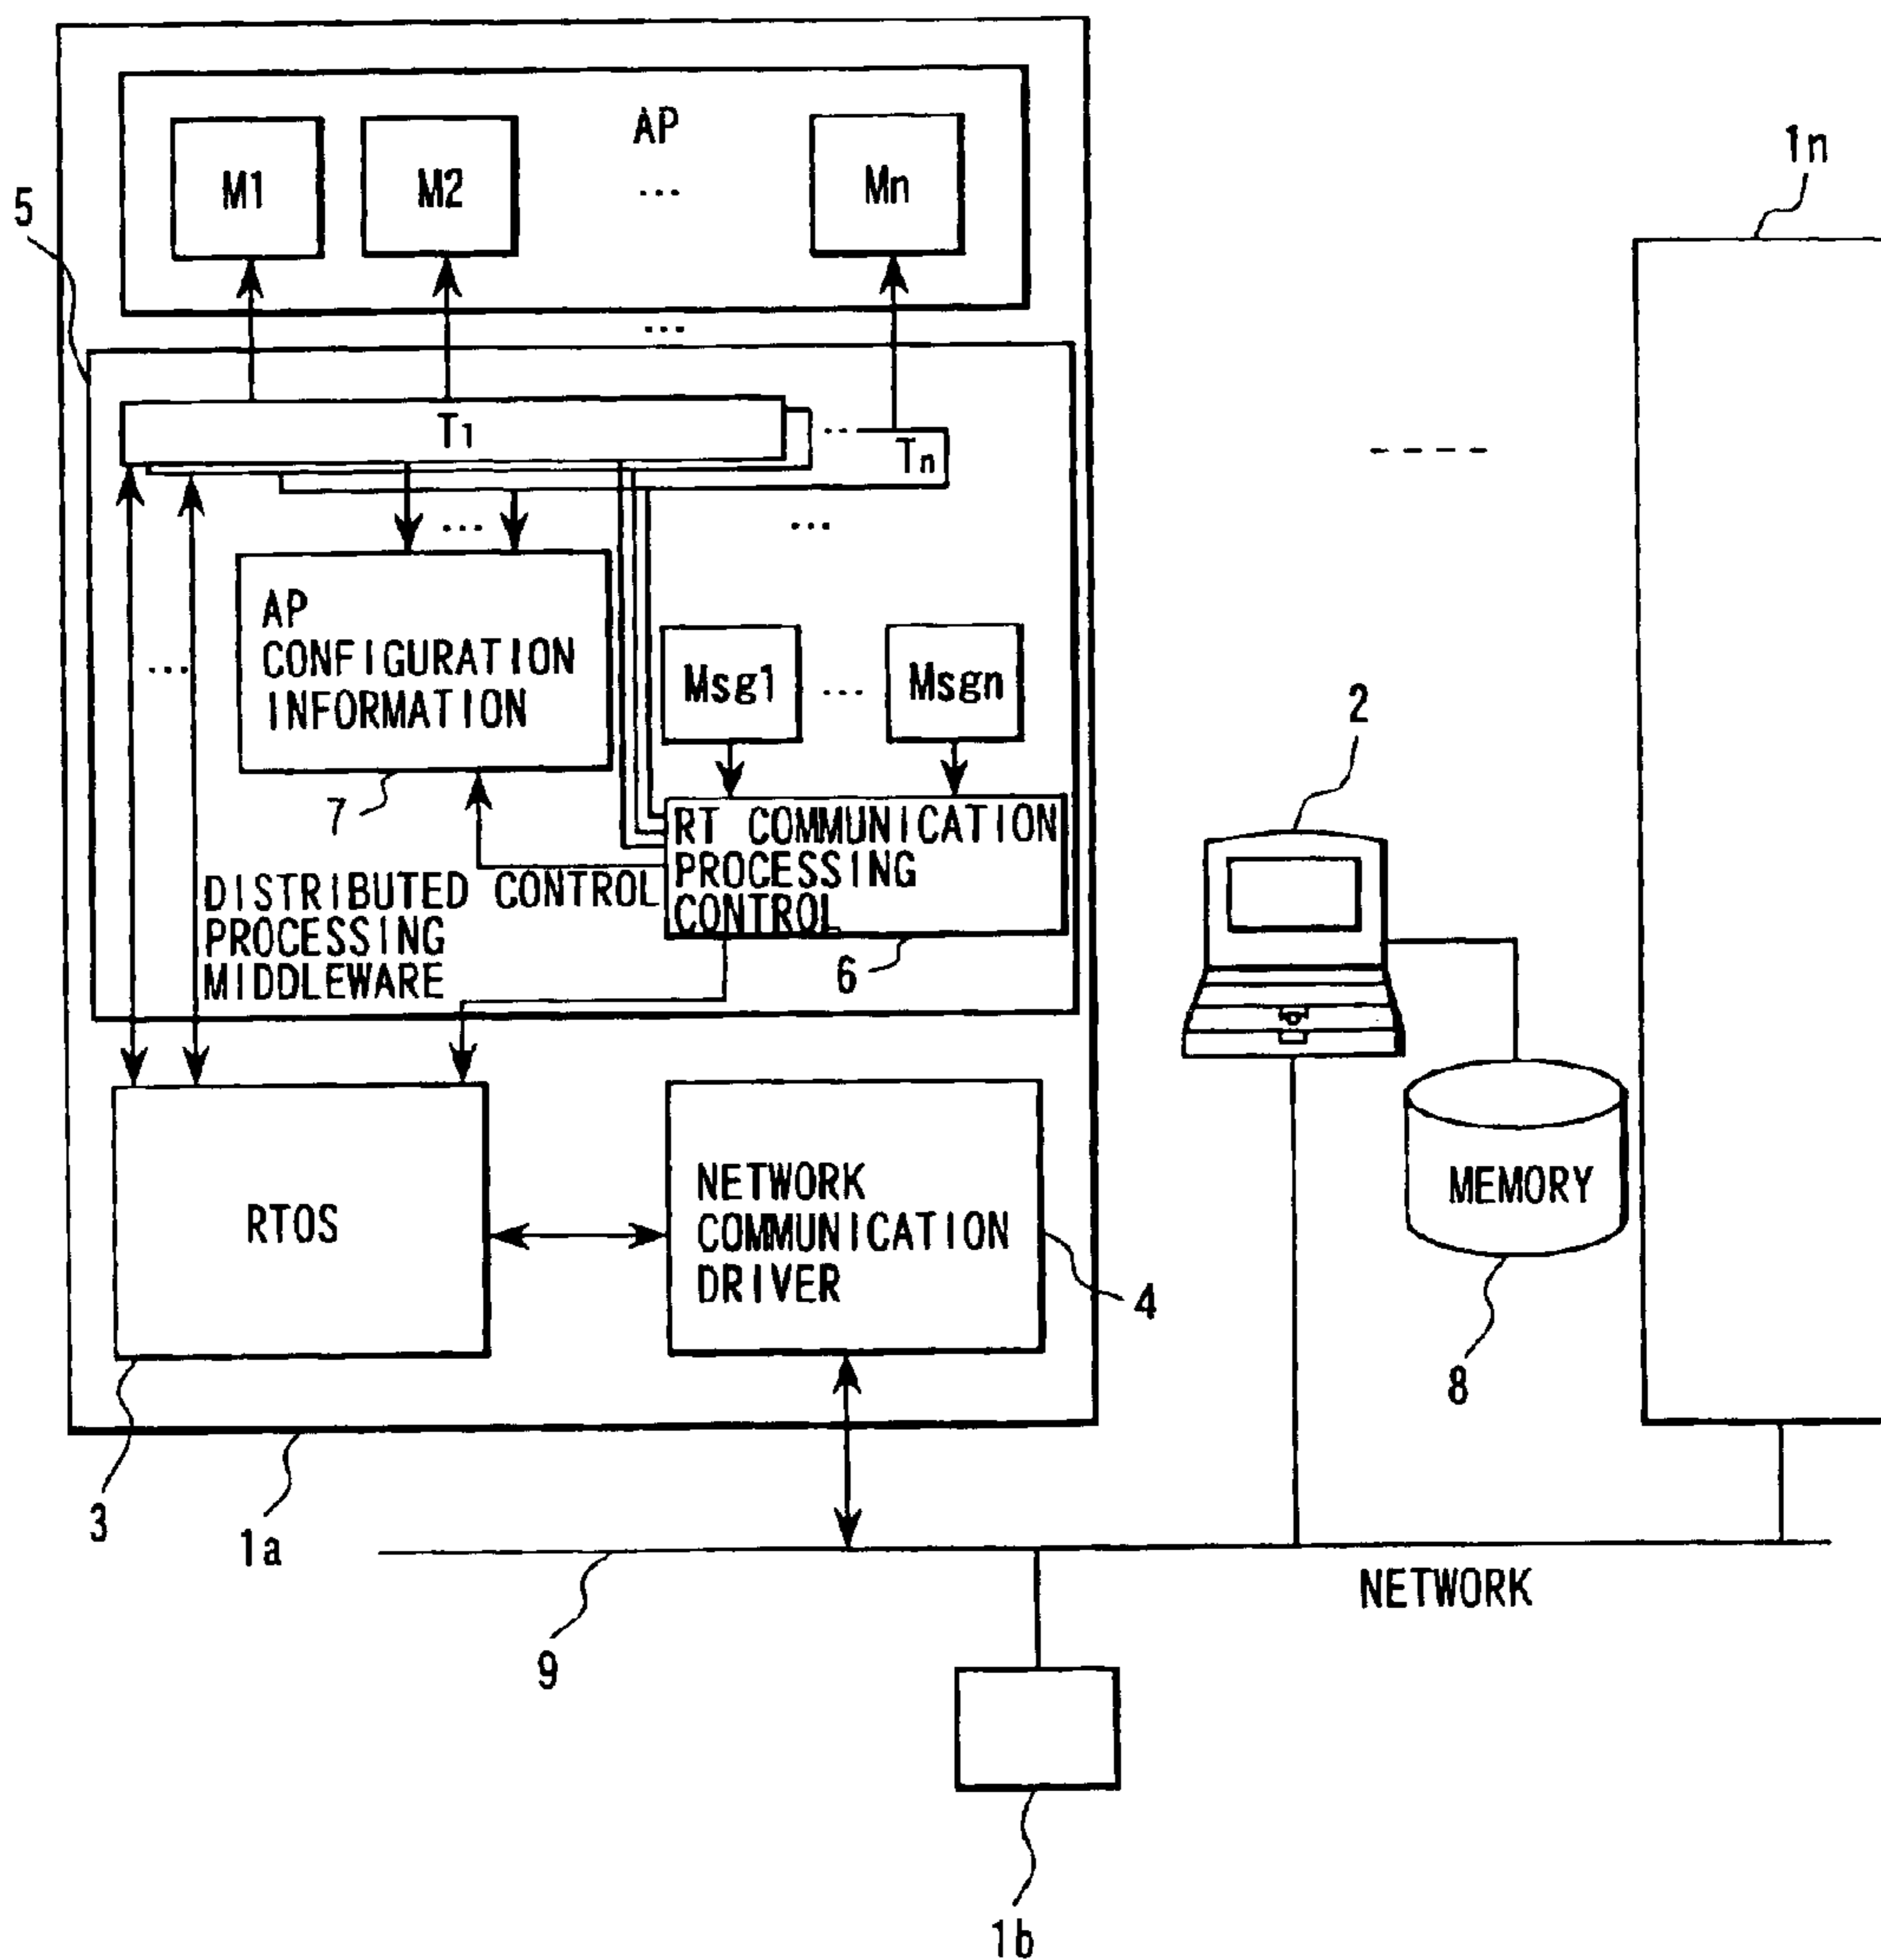 AP
M1 M2 ... Mn
1n
5
...
T1
... Tn
...
...
AP
CONFIGURATION
INFORMATION
...
Msg1 ... Msgn
2
7
RT COMMUNICATION
PROCESSING
CONTROL
DISTRIBUTED CONTROL
PROCESSING
MIDDLEWARE
6
RTOS
NETWORK
COMMUNICATION
DRIVER
MEMORY
4
8
3
1a
NETWORK
9
1b